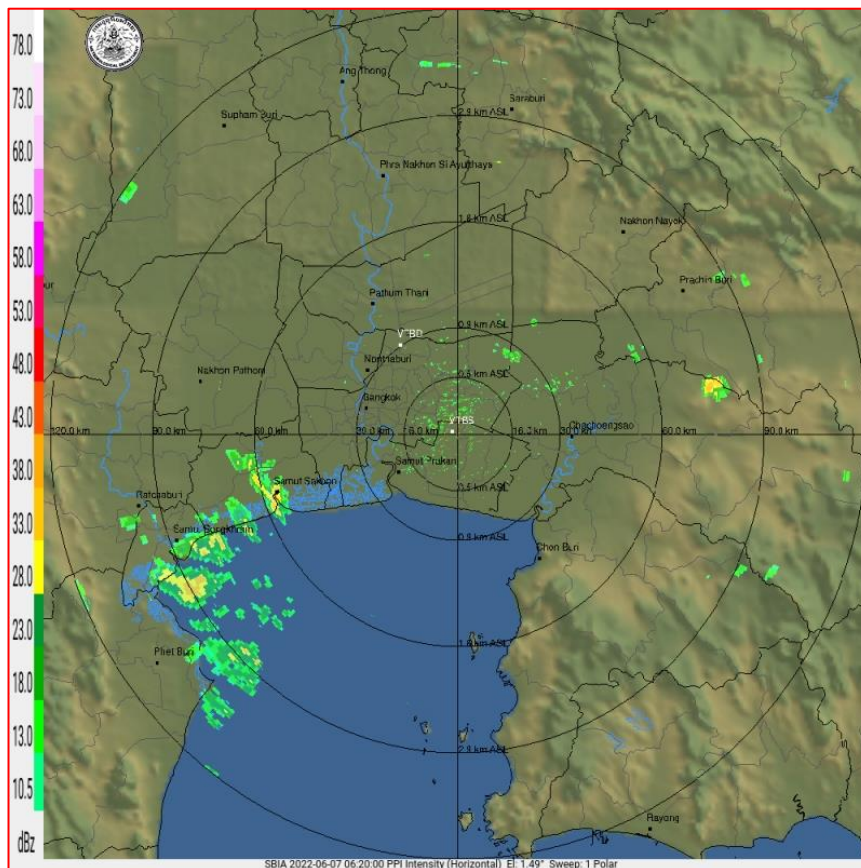 78.0
73.0
68.0
63.0
58.0
53.0
48.0
43.0
38.0
33.0
28.0
23.0
18.0
13.0
10.5
dBz
Ang Thong
Saraburi
2.9 km ASL
Suphan Buri
Phra Nakhon Si Ayutthaya
1.8 km ASL
Nakhon Nayok
Prachin Buri
Pathum Thani
0.9 km ASL
VTBD
Nonthaburi
0.5 km ASL
Nakhon Pathom
Bangkok
VTBS
Chachoengsao
120.0 km
90.0 km
60.0 km
30.0 km
16.0 km
16.0 km
30.0 km
60.0 km
90.0 km
Samut Prakan
0.5 km ASL
Samut Sakhon
Ratchaburi
Samut Songkhram
0.9 km ASL
Chon Buri
1.8 km ASL
Phet Buri
2.9 km ASL
Rayong
SBIA 2022-06-07 06:20:00 PPI Intensity (Horizontal) El: 1.49° Sweep: 1 Polar